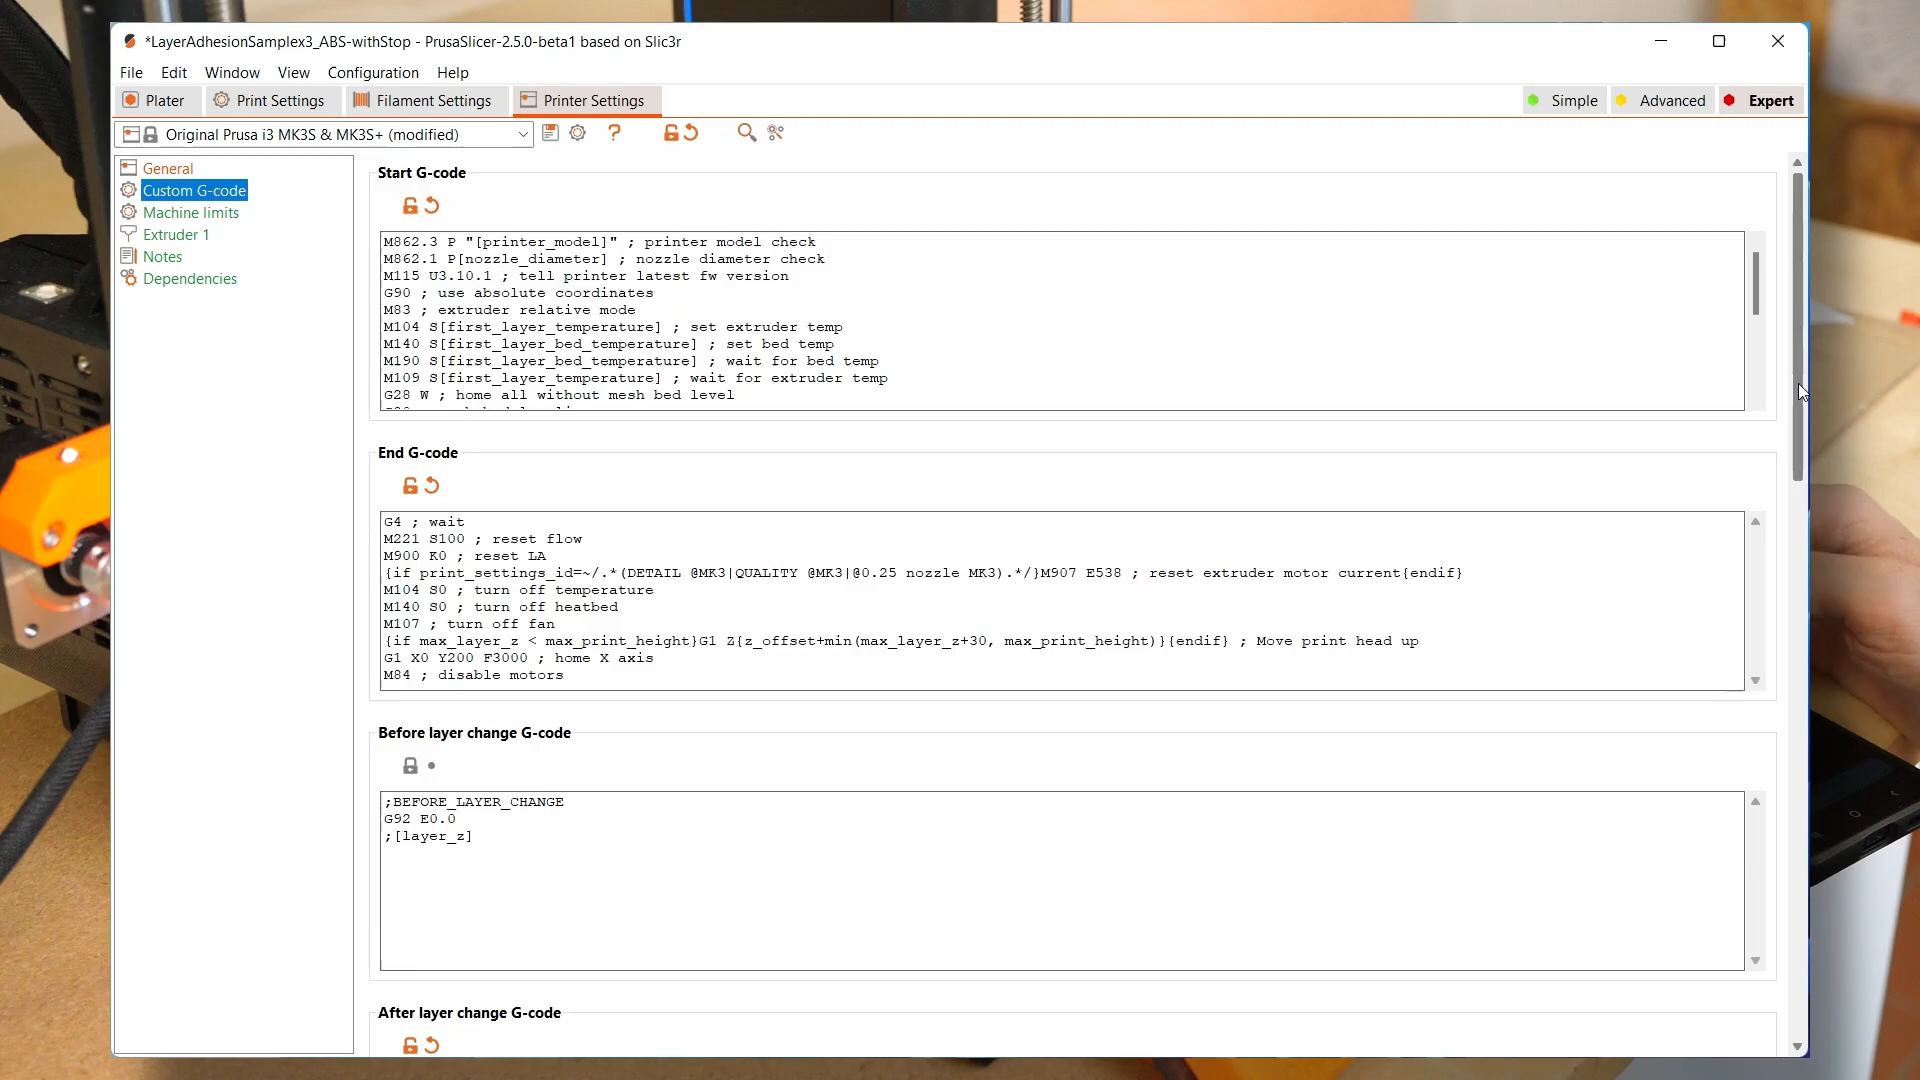 *LayerAdhesionSamplex3_ABS-withStop - PrusaSlicer-2.5.0-beta1 based on Slic3r
File Edit Window View Configuration Help
Plater Print Settings Filament Settings Printer Settings Simple Advanced Expert
Original Prusa i3 MK3S & MK3S+ (modified)
General
Custom G-code
Machine limits
Extruder 1
Notes
Dependencies
Start G-code
M862.3 P "[printer_model]" ; printer model check
M862.1 P[nozzle_diameter] ; nozzle diameter check
M115 U3.10.1 ; tell printer latest fw version
G90 ; use absolute coordinates
M83 ; extruder relative mode
M104 S[first_layer_temperature] ; set extruder temp
M140 S[first_layer_bed_temperature] ; set bed temp
M190 S[first_layer_bed_temperature] ; wait for bed temp
M109 S[first_layer_temperature] ; wait for extruder temp
G28 W ; home all without mesh bed level
End G-code
G4 ; wait
M221 S100 ; reset flow
M900 K0 ; reset LA
{if print_settings_id=~/.*(DETAIL @MK3|QUALITY @MK3|@0.25 nozzle MK3).*/}M907 E538 ; reset extruder motor current{endif}
M104 S0 ; turn off temperature
M140 S0 ; turn off heatbed
M107 ; turn off fan
{if max_layer_z < max_print_height}G1 Z{z_offset+min(max_layer_z+30, max_print_height)}{endif} ; Move print head up
G1 X0 Y200 F3000 ; home X axis
M84 ; disable motors
Before layer change G-code
;BEFORE_LAYER_CHANGE
G92 E0.0
;[layer_z]
After layer change G-code